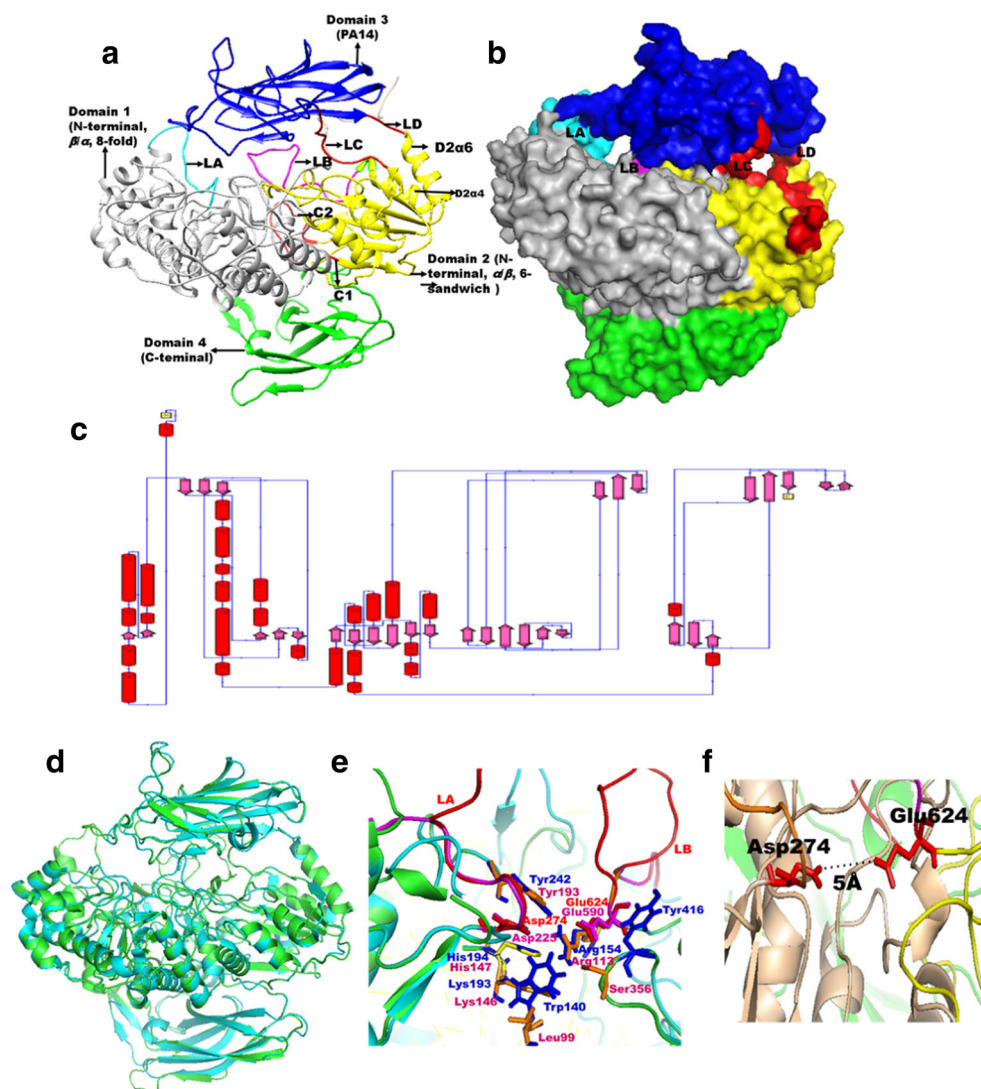 a
Domain 3
(PA14)
Domain 1
(N-terminal,
β/α, 8-fold)
LA
LB
LC
LD
D2α6
D2α4
C2
Domain 2 (N-
terminal, α/β, 6-
sandwich )
C1
Domain 4
(C-teminal)
b
LA
LB
LC
LD
c
d
e
LA
LB
Tyr242
Tyr193
Glu624
Glu590
Tyr416
Asp274
Asp225
Arg154
Arg113
His194
His147
Lys193
Lys146
Trp140
Ser356
Leu99
f
Glu624
Asp274
5A